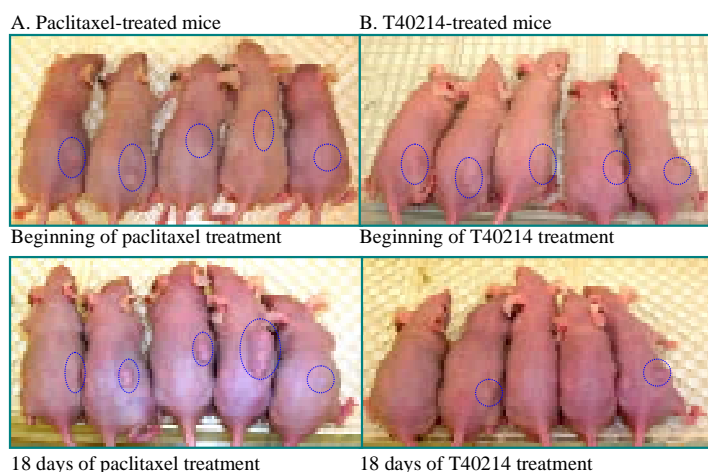 A. Paclitaxel-treated mice
B. T40214-treated mice
Beginning of paclitaxel treatment
Beginning of T40214 treatment
18 days of paclitaxel treatment
18 days of T40214 treatment